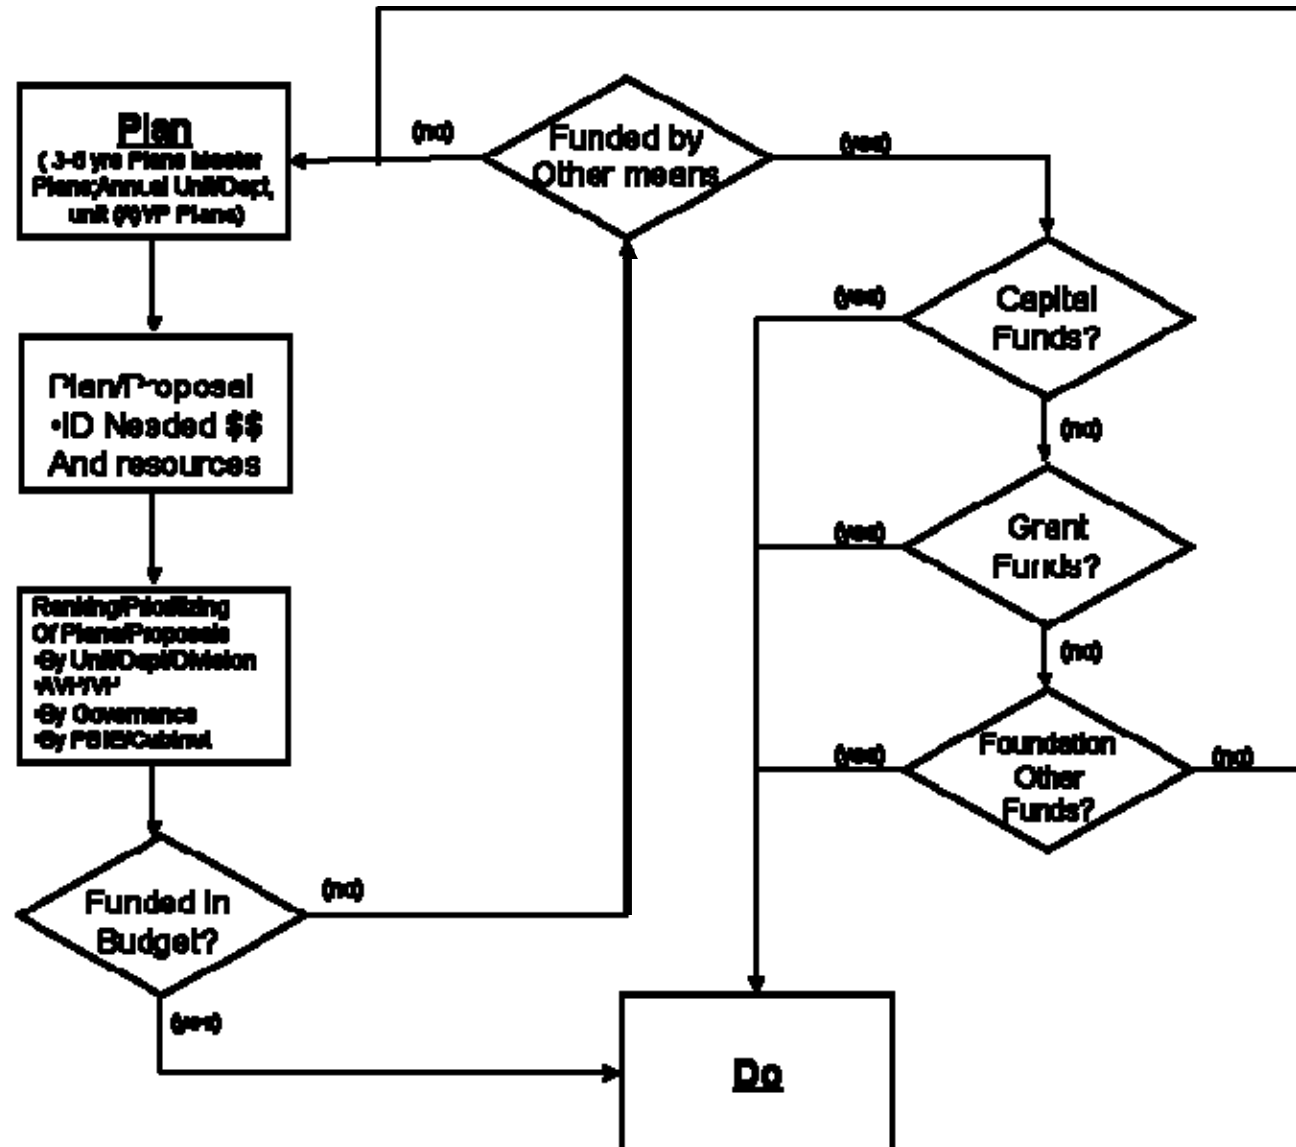 Plan
( 3-5 yrs Plans Master
Plans;Annual Unit/Dept,
unit (A)VP Plans)
(no)
Funded by
Other means
(yes)
(yes)
Capital
Funds?
(no)
Plan/Proposal
•ID Needed $$
And resources
(yes)
Grant
Funds?
(no)
Ranking/Prioritizing
Of Plans/Proposals
•By Unit/Dept/Division
•AVP/VP
•By Governance
•By PBIE/Cabinet
(yes)
Foundation
Other
Funds?
(no)
Funded in
Budget?
(no)
(yes)
Do